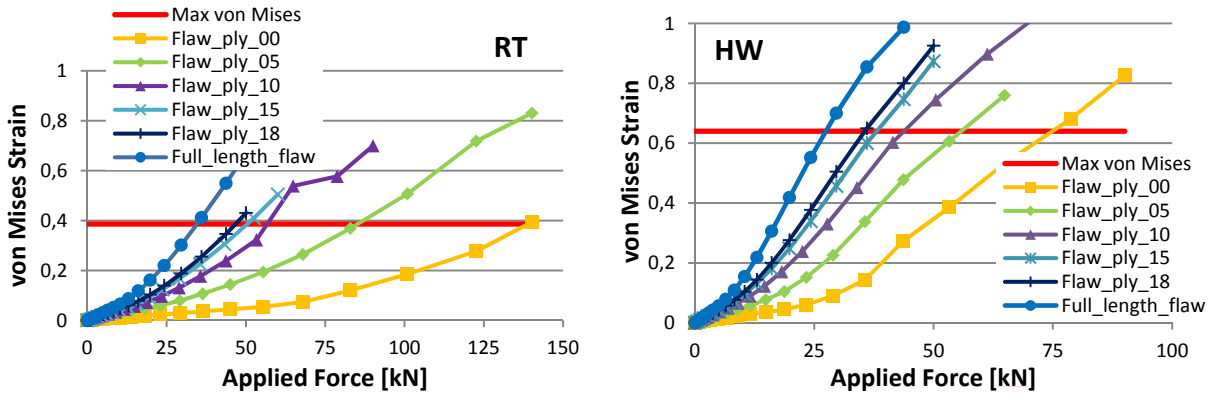 Max von Mises
Flaw_ply_00
Flaw_ply_05
Flaw_ply_10
Flaw_ply_15
Flaw_ply_18
Full_length_flaw
RT
von Mises Strain
1
0,8
0,6
0,4
0,2
0
0
25
50
75
100
125
150
Applied Force [kN]
HW
von Mises Strain
1
0,8
0,6
0,4
0,2
0
0
25
50
75
100
Applied Force [kN]
Max von Mises
Flaw_ply_00
Flaw_ply_05
Flaw_ply_10
Flaw_ply_15
Flaw_ply_18
Full_length_flaw